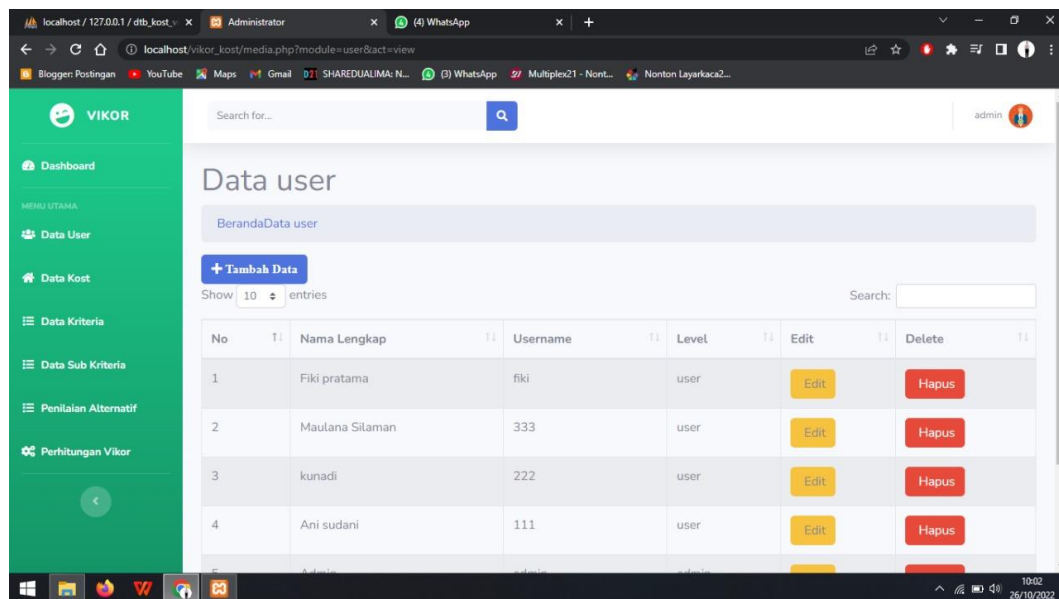 localhost / 127.0.0.1 / dtb_kost_v
Administrator
(4) WhatsApp
localhost/vikor_kost/media.php?module=user&act=view
Blogger: Postingan
YouTube
Maps
Gmail
SHAREDUALIMA: N...
(3) WhatsApp
Multiplex21 - Nont...
Nonton Layarkaca2...
VIKOR
Search for...
admin
Dashboard
MENU UTAMA
Data User
Data Kost
Data Kriteria
Data Sub Kriteria
Penilaian Alternatif
Perhitungan Vikor
Data user
BerandaData user
+ Tambah Data
Show 10 entries
Search:
No Nama Lengkap Username Level Edit Delete
1 Fiki pratama fiki user Edit Hapus
2 Maulana Silaman 333 user Edit Hapus
3 kunadi 222 user Edit Hapus
4 Ani sudani 111 user Edit Hapus
5 Admin admin admin
10:02
26/10/2022